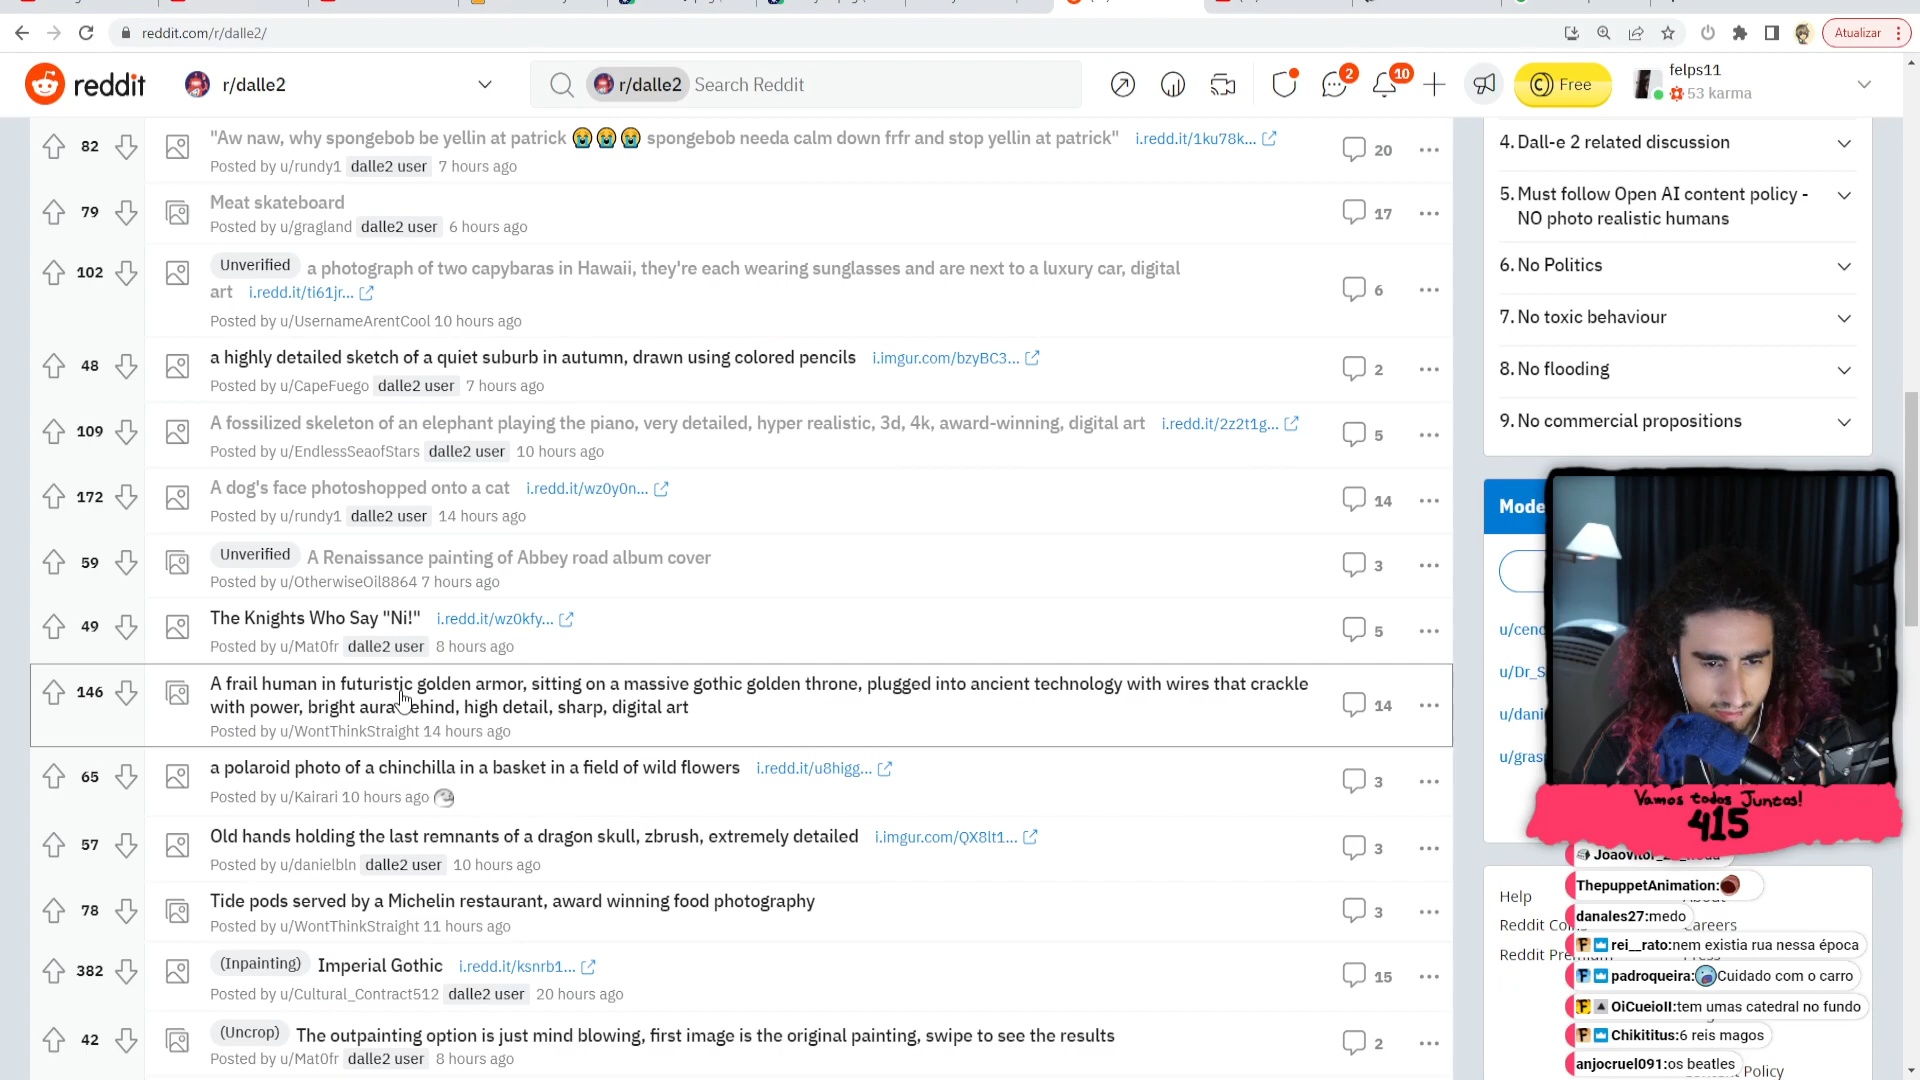 reddit.com/r/dalle2/
Atualizar
reddit
r/dalle2
r/dalle2 Search Reddit
2
10
Free
felps11
53 karma
82
"Aw naw, why spongebob be yellin at patrick 😭😭😭 spongebob needa calm down frfr and stop yellin at patrick" i.redd.it/1ku78k...
Posted by u/rundy1 dalle2 user 7 hours ago
20
79
Meat skateboard
Posted by u/gragland dalle2 user 6 hours ago
17
102
Unverified a photograph of two capybaras in Hawaii, they're each wearing sunglasses and are next to a luxury car, digital
art i.redd.it/ti61jr...
Posted by u/UsernameArentCool 10 hours ago
6
48
a highly detailed sketch of a quiet suburb in autumn, drawn using colored pencils i.imgur.com/bzyBC3...
Posted by u/CapeFuego dalle2 user 7 hours ago
2
109
A fossilized skeleton of an elephant playing the piano, very detailed, hyper realistic, 3d, 4k, award-winning, digital art i.redd.it/2z2t1g...
Posted by u/EndlessSeaofStars dalle2 user 10 hours ago
5
172
A dog's face photoshopped onto a cat i.redd.it/wz0y0n...
Posted by u/rundy1 dalle2 user 14 hours ago
14
59
Unverified A Renaissance painting of Abbey road album cover
Posted by u/OtherwiseOil8864 7 hours ago
3
49
The Knights Who Say "Ni!" i.redd.it/wz0kfy...
Posted by u/Mat0fr dalle2 user 8 hours ago
5
146
A frail human in futuristic golden armor, sitting on a massive gothic golden throne, plugged into ancient technology with wires that crackle
with power, bright aura behind, high detail, sharp, digital art
Posted by u/WontThinkStraight 14 hours ago
14
65
a polaroid photo of a chinchilla in a basket in a field of wild flowers i.redd.it/u8higg...
Posted by u/Kairari 10 hours ago
3
57
Old hands holding the last remnants of a dragon skull, zbrush, extremely detailed i.imgur.com/QX8lt1...
Posted by u/danielbln dalle2 user 10 hours ago
3
78
Tide pods served by a Michelin restaurant, award winning food photography
Posted by u/WontThinkStraight 11 hours ago
3
382
(Inpainting) Imperial Gothic i.redd.it/ksnrb1...
Posted by u/Cultural_Contract512 dalle2 user 20 hours ago
15
42
(Uncrop) The outpainting option is just mind blowing, first image is the original painting, swipe to see the results
Posted by u/Mat0fr dalle2 user 8 hours ago
2
4. Dall-e 2 related discussion
5. Must follow Open AI content policy -
NO photo realistic humans
6. No Politics
7. No toxic behaviour
8. No flooding
9. No commercial propositions
Mode
u/cenc
u/Dr_S
u/dani
u/gras
Vamos todos Juntos!
415
Help
Reddit
Reddit
Careers
Policy
ThepuppetAnimation:
danales27:medo
rei__rato:nem existia rua nessa época
padroqueira: Cuidado com o carro
OiCueioII:tem umas catedral no fundo
Chikititus:6 reis magos
anjocruel091:os beatles